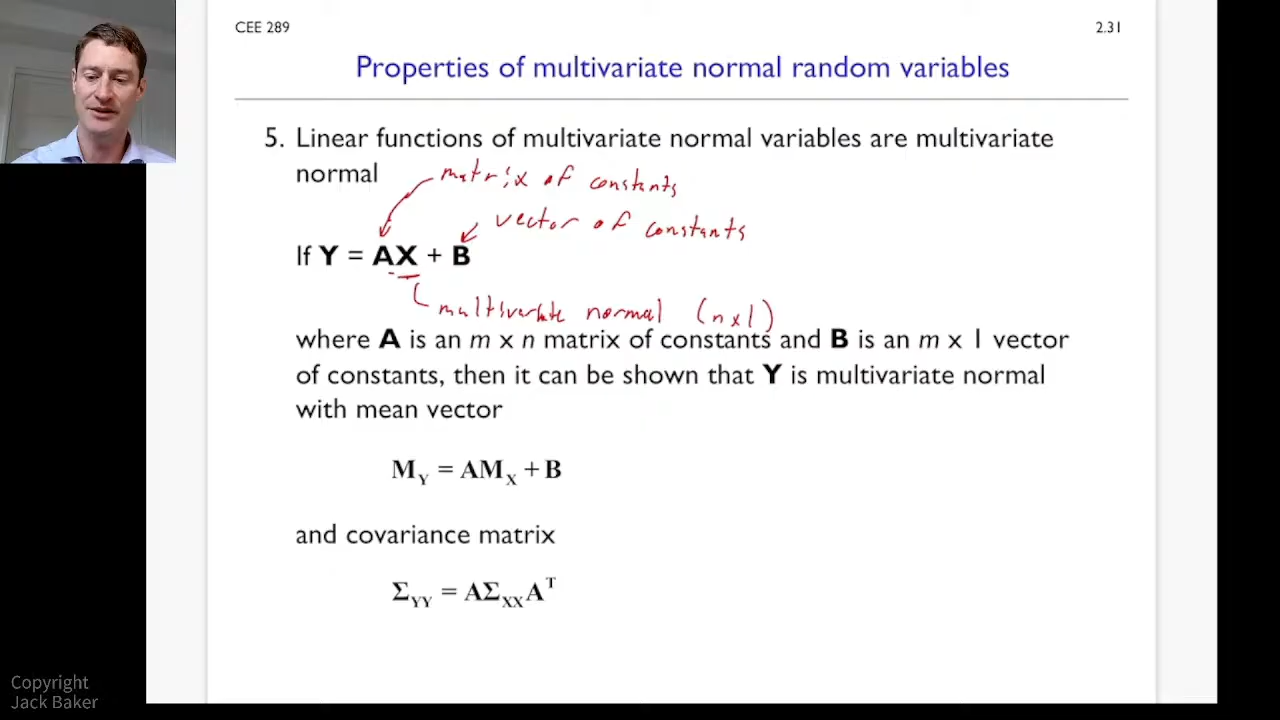 CEE 289
2.31
Properties of multivariate normal random variables
5. Linear functions of multivariate normal variables are multivariate
normal
matrix of constants
vector of constants
If Y = AX + B
multivariate normal (n x 1)
where A is an m x n matrix of constants and B is an m x 1 vector
of constants, then it can be shown that Y is multivariate normal
with mean vector
M_Y = AM_X + B
and covariance matrix
Σ_YY = AΣ_XX A^T
Copyright
Jack Baker